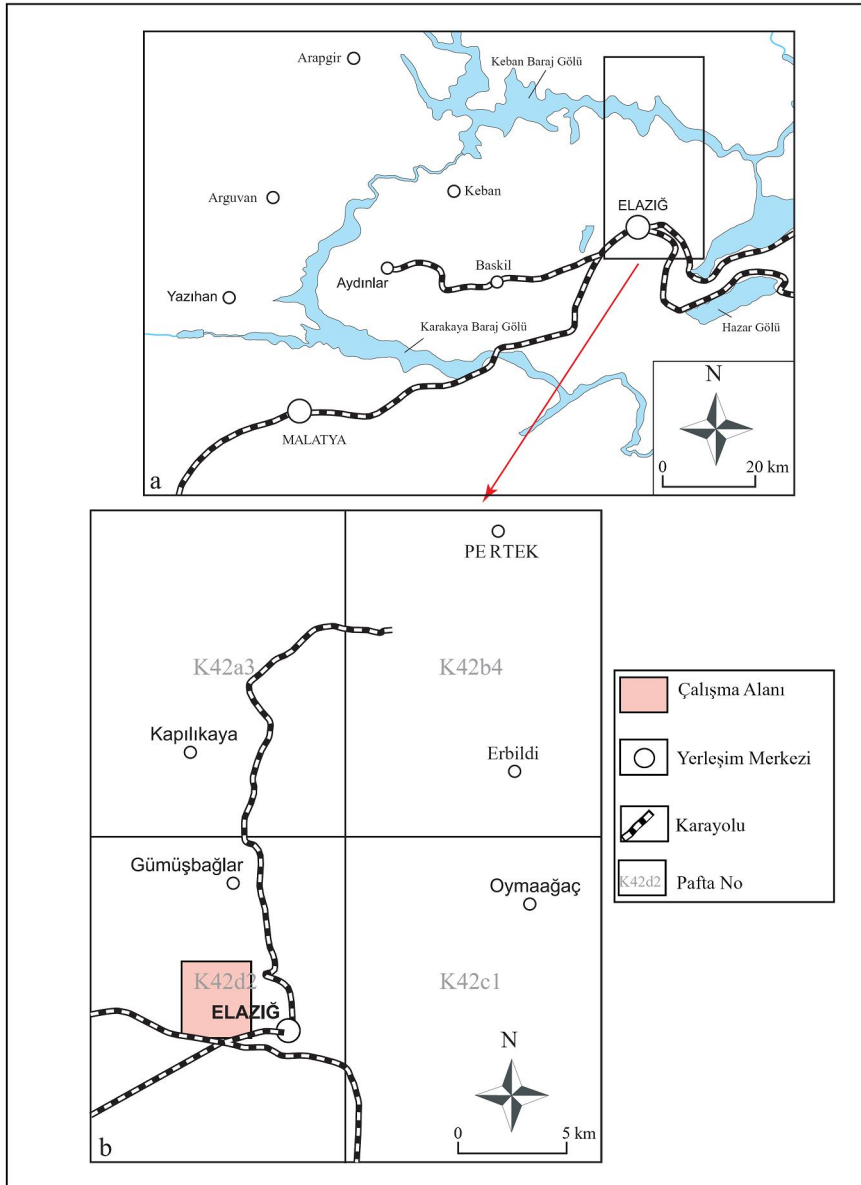 Arapgir
Keban Baraj Gölü
Arguvan
Keban
ELAZIĞ
Baskil
Aydınlar
Yazıhan
Karakaya Baraj Gölü
Hazar Gölü
MALATYA
N
0 20 km
a
PERTEK
K42a3
K42b4
Kapılıkaya
Erbildi
Gümüşbağlar
Oymaağaç
K42d2
K42c1
ELAZIĞ
N
0 5 km
b
Çalışma Alanı
Yerleşim Merkezi
Karayolu
K42d2 Pafta No